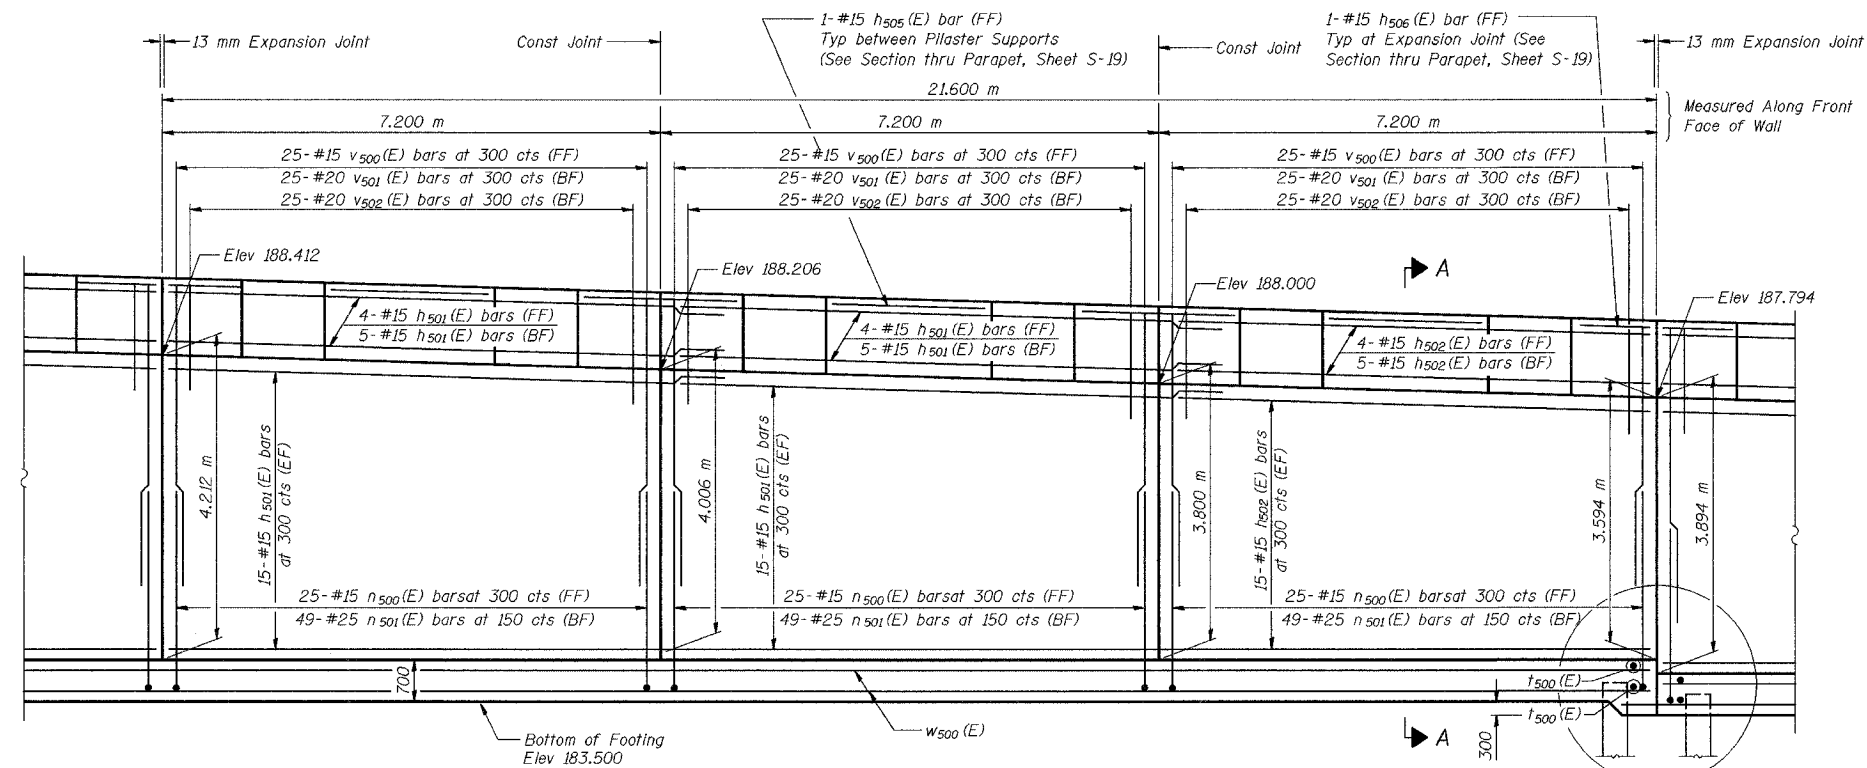 1-#15 h505(E) bar (FF)
Typ between Pilaster Supports
(See Section thru Parapet, Sheet S-19)
1-#15 h506(E) bar (FF)
Typ at Expansion Joint (See
Section thru Parapet, Sheet S-19)
13 mm Expansion Joint
Const Joint
Const Joint
13 mm Expansion Joint
21.600 m
Measured Along Front
Face of Wall
7.200 m
7.200 m
7.200 m
25-#15 v500(E) bars at 300 cts (FF)
25-#20 v501(E) bars at 300 cts (BF)
25-#20 v502(E) bars at 300 cts (BF)
25-#15 v500(E) bars at 300 cts (FF)
25-#20 v501(E) bars at 300 cts (BF)
25-#20 v502(E) bars at 300 cts (BF)
25-#15 v500(E) bars at 300 cts (FF)
25-#20 v501(E) bars at 300 cts (BF)
25-#20 v502(E) bars at 300 cts (BF)
Elev 188.412
Elev 188.206
Elev 188.000
A
Elev 187.794
4-#15 h501(E) bars (FF)
5-#15 h501(E) bars (BF)
4-#15 h501(E) bars (FF)
5-#15 h501(E) bars (BF)
4-#15 h502(E) bars (FF)
5-#15 h502(E) bars (BF)
4.212 m
15-#15 h501(E) bars
at 300 cts (EF)
4.006 m
15-#15 h501(E) bars
at 300 cts (EF)
3.800 m
15-#15 h502(E) bars
at 300 cts (EF)
3.594 m
3.894 m
25-#15 n500(E) barsat 300 cts (FF)
49-#25 n501(E) bars at 150 cts (BF)
25-#15 n500(E) barsat 300 cts (FF)
49-#25 n501(E) bars at 150 cts (BF)
25-#15 n500(E) barsat 300 cts (FF)
49-#25 n501(E) bars at 150 cts (BF)
700
t500(E)
t500(E)
w500(E)
A
300
Bottom of Footing
Elev 183.500